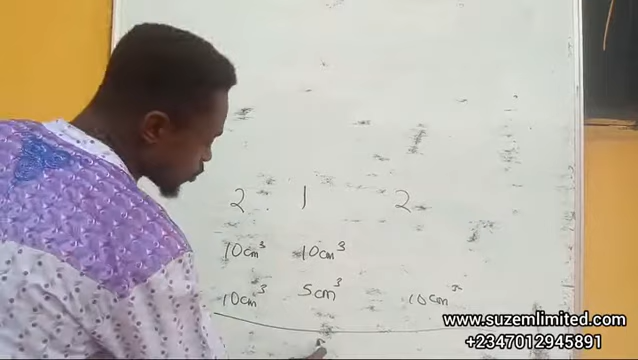 2 1 2
10cm³ 10cm³
10cm³ 5cm³ 10cm³
www.suzemlimited.com
+2347012945891